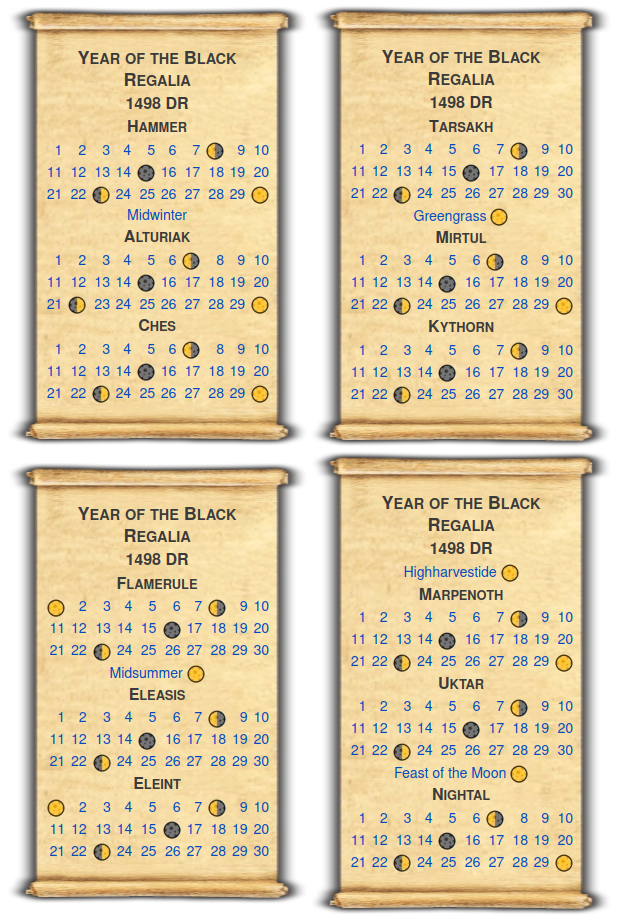 YEAR OF THE BLACK
REGALIA
1498 DR
HAMMER
1 2 3 4 5 6 7 9 10
11 12 13 14 16 17 18 19 20
21 22 24 25 26 27 28 29
Midwinter
ALTURIAK
1 2 3 4 5 6 8 9 10
11 12 13 14 16 17 18 19 20
21 23 24 25 26 27 28 29
CHES
1 2 3 4 5 6 8 9 10
11 12 13 14 16 17 18 19 20
21 22 24 25 26 27 28 29
YEAR OF THE BLACK
REGALIA
1498 DR
TARSAKH
1 2 3 4 5 6 7 9 10
11 12 13 14 15 17 18 19 20
21 22 24 25 26 27 28 29 30
Greengrass
MIRTUL
1 2 3 4 5 6 8 9 10
11 12 13 14 16 17 18 19 20
21 22 24 25 26 27 28 29
KYTHORN
1 2 3 4 5 6 7 9 10
11 12 13 14 16 17 18 19 20
21 22 24 25 26 27 28 29 30
YEAR OF THE BLACK
REGALIA
1498 DR
FLAMERULE
2 3 4 5 6 7 9 10
11 12 13 14 15 17 18 19 20
21 22 24 25 26 27 28 29 30
Midsummer
ELEASIS
1 2 3 4 5 6 7 9 10
11 12 13 14 16 17 18 19 20
21 22 24 25 26 27 28 29 30
ELEINT
2 3 4 5 6 7 9 10
11 12 13 14 15 17 18 19 20
21 22 24 25 26 27 28 29 30
YEAR OF THE BLACK
REGALIA
1498 DR
Highharvestide
MARPENOTH
1 2 3 4 5 6 7 9 10
11 12 13 14 16 17 18 19 20
21 22 24 25 26 27 28 29
UKTAR
1 2 3 4 5 6 7 9 10
11 12 13 14 15 17 18 19 20
21 22 24 25 26 27 28 29 30
Feast of the Moon
NIGHTAL
1 2 3 4 5 6 8 9 10
11 12 13 14 16 17 18 19 20
21 22 24 25 26 27 28 29